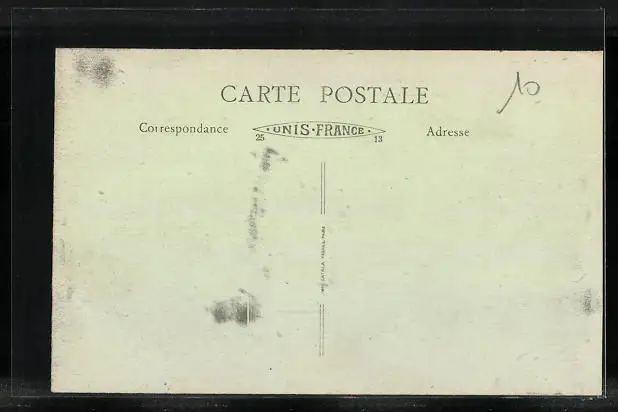 CARTE POSTALE
10
Correspondance
·UNIS·FRANCE·
Adresse
25
13